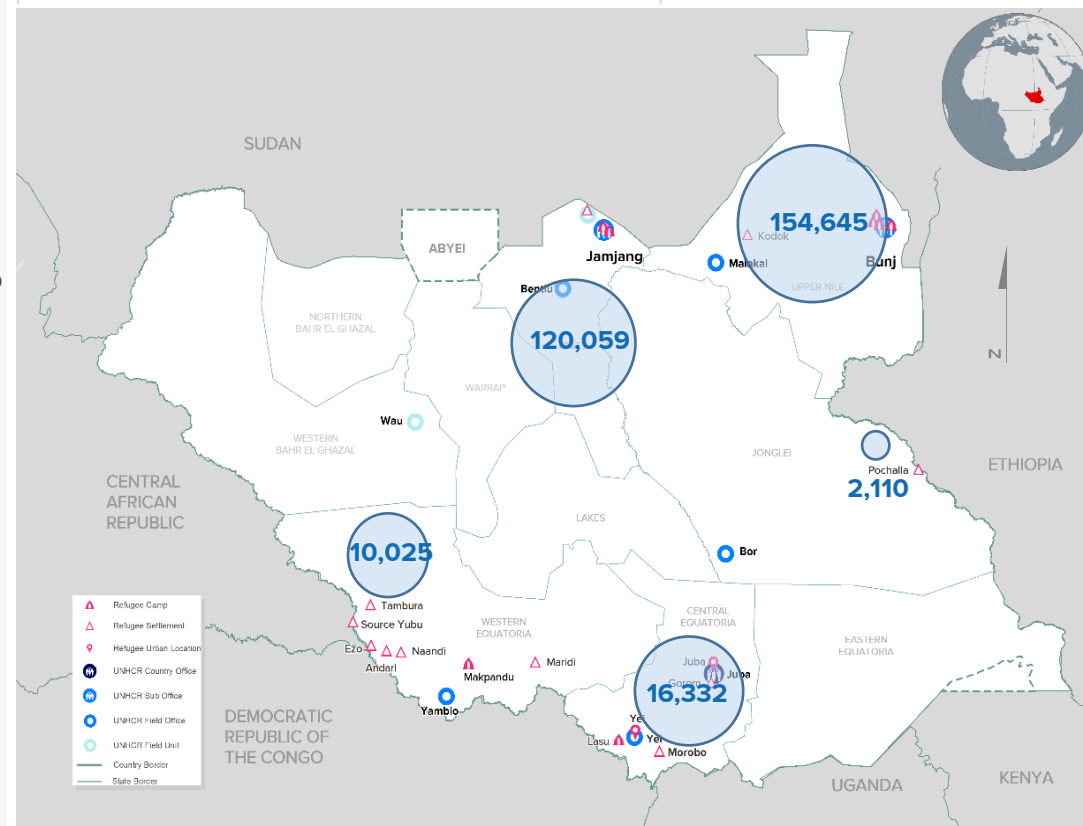 SUDAN
154,645
Kodok
ABYEI
Jamjang
Malakal
Bunj
Bentiu
UPPER NILE
NORTHERN
BAHR EL GHAZAL
120,059
N
WARRAP
Wau
WESTERN
BAHR EL GHAZAL
JONGLEI
ETHIOPIA
Pochalla
2,110
CENTRAL
AFRICAN
REPUBLIC
LAKES
10,025
Bor
Tambura
Source Yubu
Ezo
Andari
Naandi
WESTERN
EQUATORIA
CENTRAL
EQUATORIA
EASTERN
EQUATORIA
Makpandu
Maridi
Juba
Juba
Gorom
16,332
Yambio
Yei
Yei
Lasu
Morobo
DEMOCRATIC
REPUBLIC OF
THE CONGO
UGANDA
KENYA
Refugee Camp
Refugee Settlement
Refugee Urban Location
UNHCR Country Office
UNHCR Sub Office
UNHCR Field Office
UNHCR Field Unit
Country Border
State Border